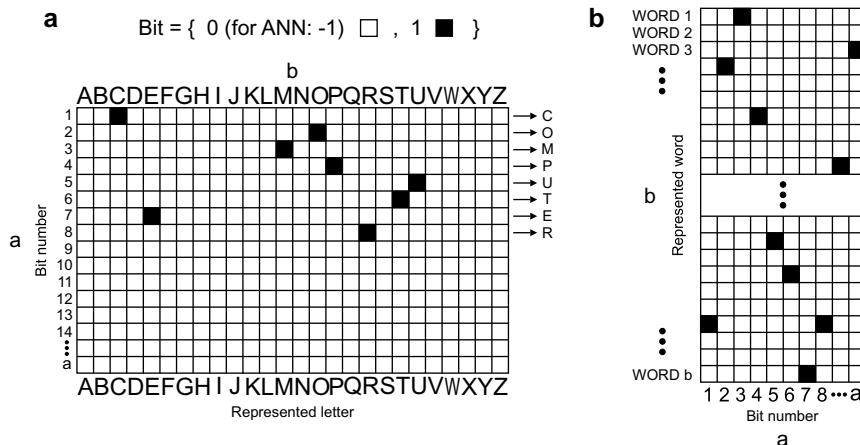 a
Bit = { 0 (for ANN: -1) , 1 }
b
ABCDEFGHIJKLMNOPQRSTUVWXYZ
1
2
3
4
5
6
7
8
9
10
11
12
13
14
a
a
Bit number
C
O
M
P
U
T
E
R
ABCDEFGHIJKLMNOPQRSTUVWXYZ
Represented letter
b
WORD 1
WORD 2
WORD 3
b
Represented word
WORD b
1 2 3 4 5 6 7 8 ••• a
Bit number
a